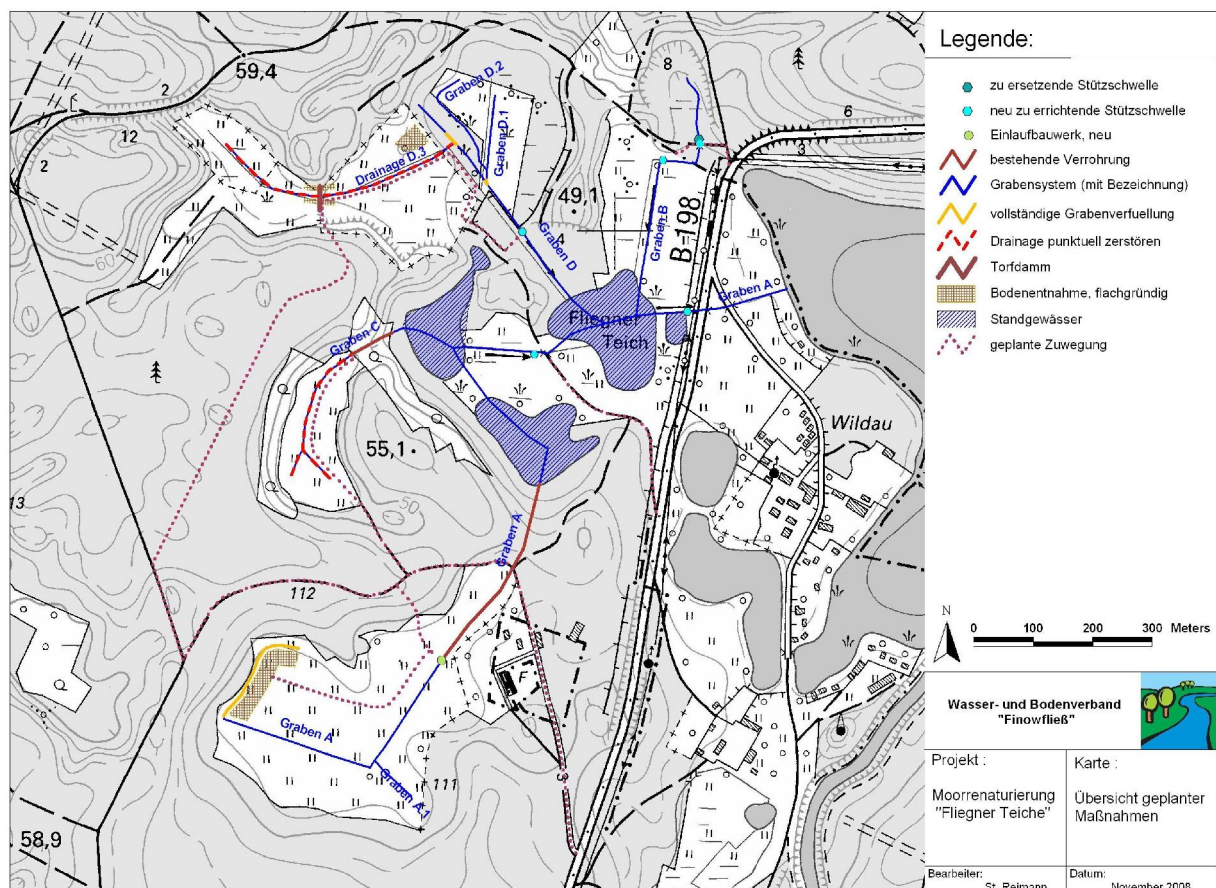 59,4
2
12
2
Graben D.2
Graben D.1
Drainage D.3
8
6
3
49,1
4
Graben D
Graben B
B 198
Graben A
60
Fliegner
Teich
Graben C
Wildau
55,1
50
13
Graben A
112
F
Graben A
Graben A.1
111
58,9
Legende:
zu ersetzende Stützschwelle
neu zu errichtende Stützschwelle
Einlaufbauwerk, neu
bestehende Verrohrung
Grabensystem (mit Bezeichnung)
vollständige Grabenverfuellung
Drainage punktuell zerstören
Torfdamm
Bodenentnahme, flachgründig
Standgewässer
geplante Zuwegung
N
0 100 200 300 Meters
Wasser- und Bodenverband
"Finowfließ"
Projekt :
Moorrenaturierung
"Fliegner Teiche"
Karte :
Übersicht geplanter
Maßnahmen
Bearbeiter:
St. Reimann
Datum:
November 2008